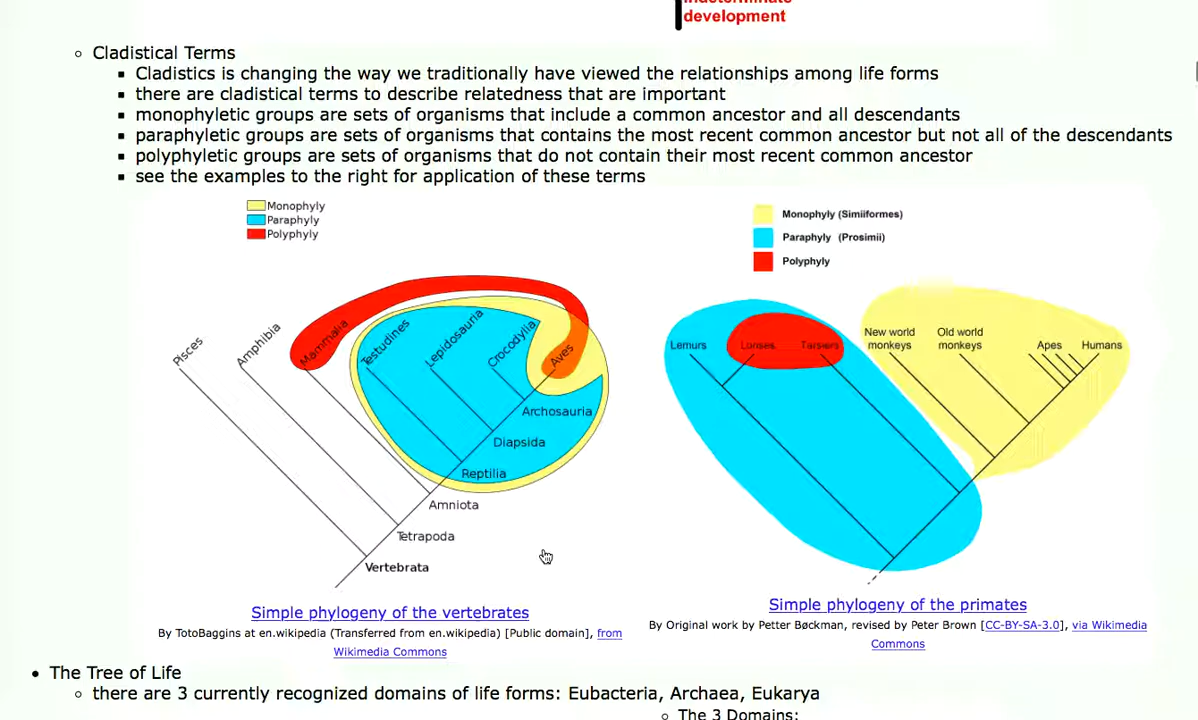 development
Cladistical Terms
Cladistics is changing the way we traditionally have viewed the relationships among life forms
there are cladistical terms to describe relatedness that are important
monophyletic groups are sets of organisms that include a common ancestor and all descendants
paraphyletic groups are sets of organisms that contains the most recent common ancestor but not all of the descendants
polyphyletic groups are sets of organisms that do not contain their most recent common ancestor
see the examples to the right for application of these terms
Monophyly
Paraphyly
Polyphyly
Pisces
Amphibia
Mammalia
Testudines
Lepidosauria
Crocodylia
Aves
Archosauria
Diapsida
Reptilia
Amniota
Tetrapoda
Vertebrata
Simple phylogeny of the vertebrates
By TotoBaggins at en.wikipedia (Transferred from en.wikipedia) [Public domain], from
Wikimedia Commons
Monophyly (Simiiformes)
Paraphyly (Prosimii)
Polyphyly
Lemurs
Lorises
Tarsiers
New world
monkeys
Old world
monkeys
Apes
Humans
Simple phylogeny of the primates
By Original work by Petter Bøckman, revised by Peter Brown [CC-BY-SA-3.0], via Wikimedia
Commons
The Tree of Life
there are 3 currently recognized domains of life forms: Eubacteria, Archaea, Eukarya
The 3 Domains: